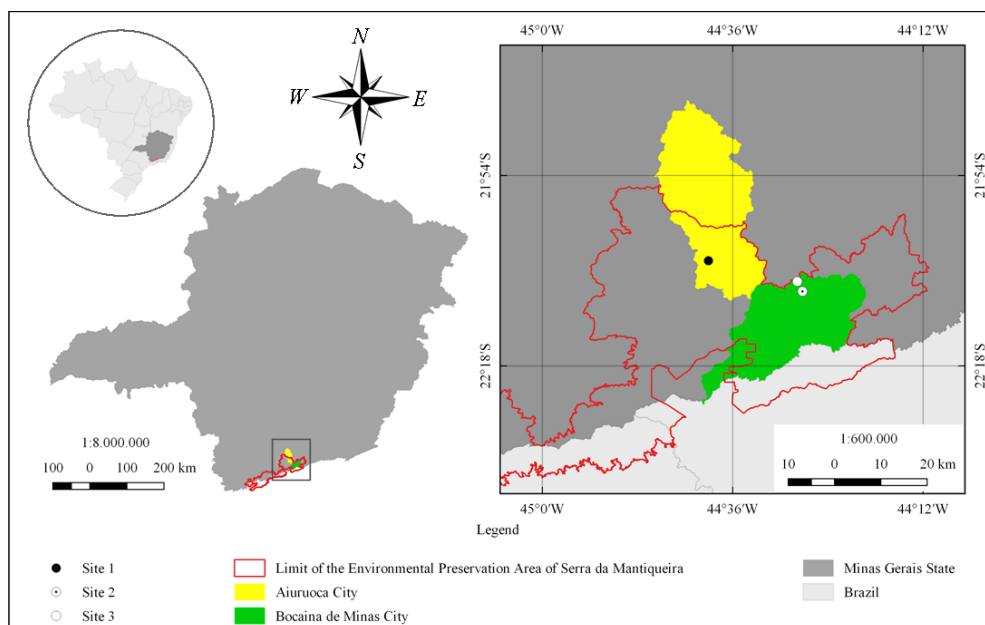 N
W
E
S
1:8.000.000
100 0 100 200 km
45°0'W 44°36'W 44°12'W
21°54'S 21°54'S
22°18'S 22°18'S
1:600.000
10 0 10 20 km
45°0'W 44°36'W 44°12'W
Legend
Site 1
Site 2
Site 3
Limit of the Environmental Preservation Area of Serra da Mantiqueira
Aiuruoca City
Bocaina de Minas City
Minas Gerais State
Brazil